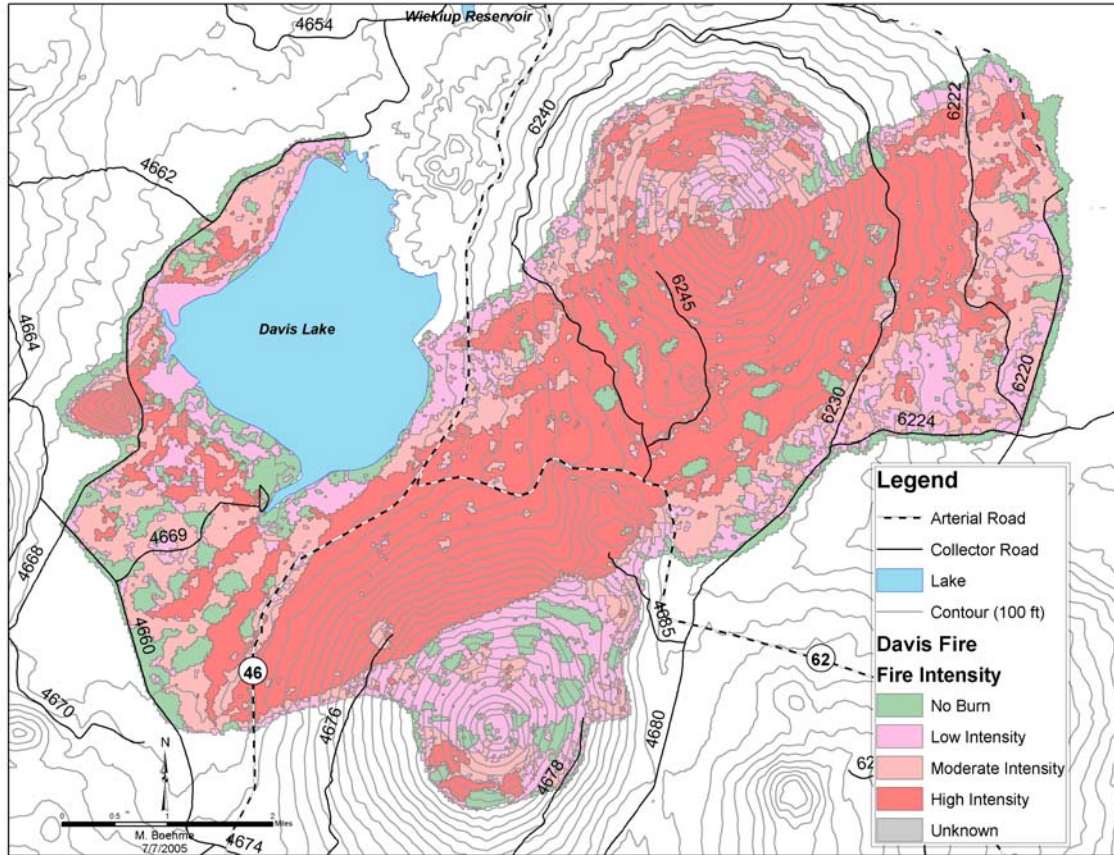 Wickiup Reservoir
4654
6240
6222
4662
6245
4664
Davis Lake
6220
6230
6224
4669
4668
4660
4685
46
62
4670
4676
4680
4678
62
N
0 0.5 1 2
Miles
M. Boehme
7/7/2005
4674
Legend
Arterial Road
Collector Road
Lake
Contour (100 ft)
Davis Fire
Fire Intensity
No Burn
Low Intensity
Moderate Intensity
High Intensity
Unknown